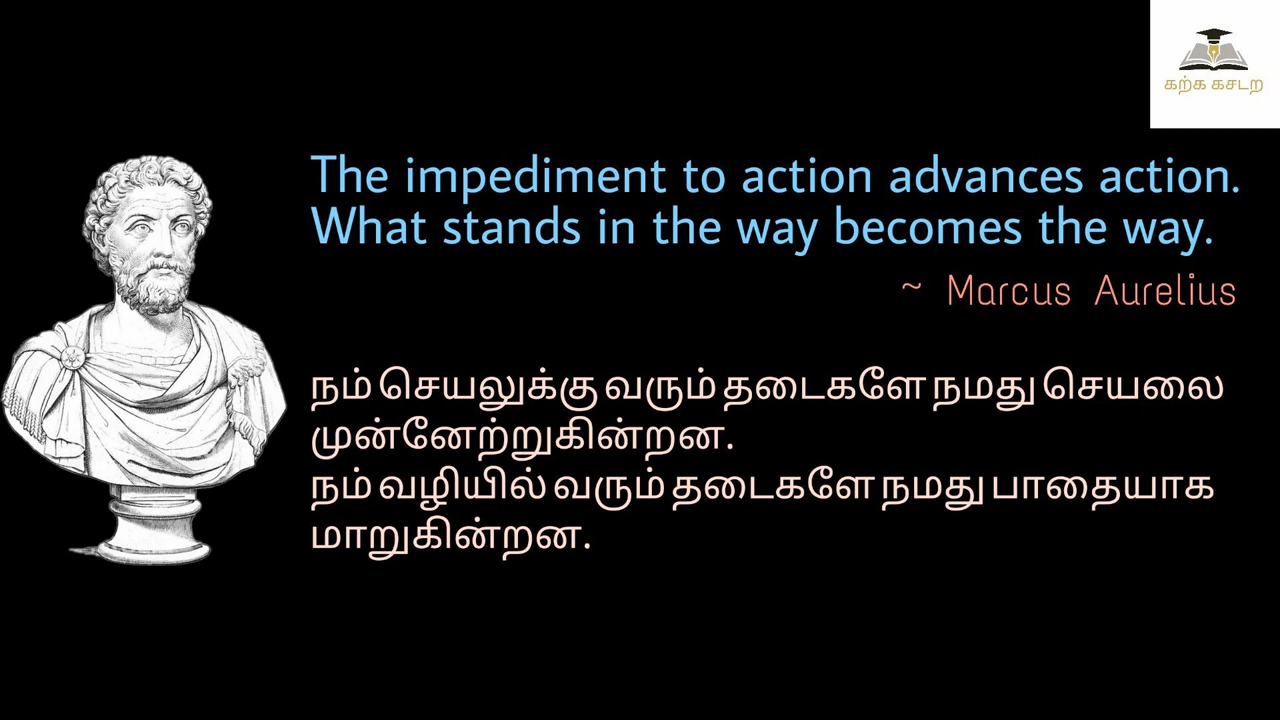 கற்க கசடற
The impediment to action advances action.
What stands in the way becomes the way.
~ Marcus Aurelius
நம் செயலுக்கு வரும் தடைகளே நமது செயலை
முன்னேற்றுகின்றன.
நம் வழியில் வரும் தடைகளே நமது பாதையாக
மாறுகின்றன.